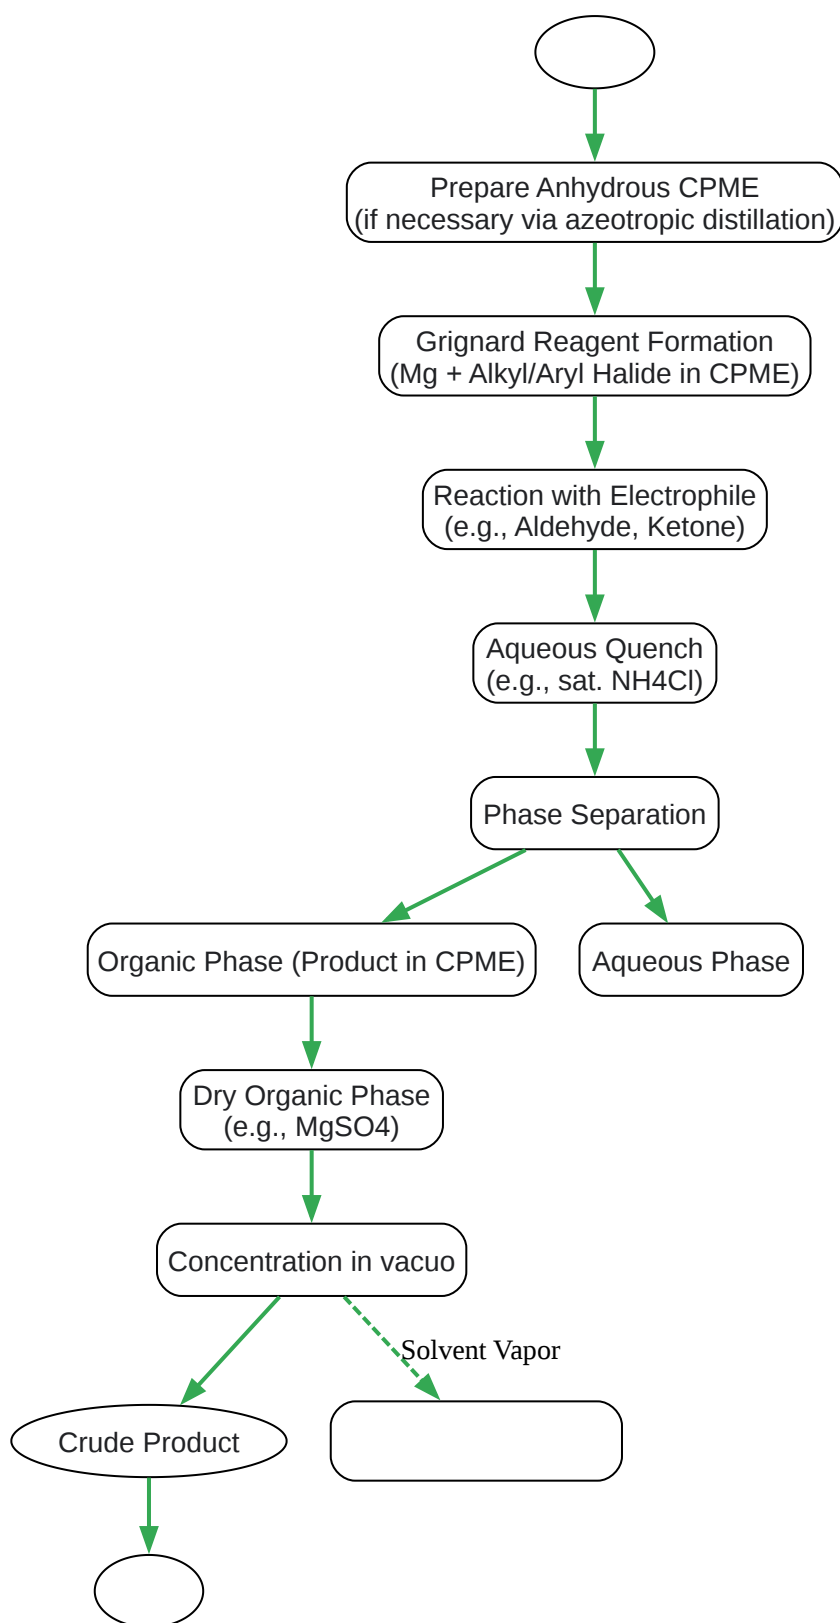 Prepare Anhydrous CPME
(if necessary via azeotropic distillation)
Grignard Reagent Formation
(Mg + Alkyl/Aryl Halide in CPME)
Reaction with Electrophile
(e.g., Aldehyde, Ketone)
Aqueous Quench
(e.g., sat. NH4Cl)
Phase Separation
Organic Phase (Product in CPME)
Aqueous Phase
Dry Organic Phase
(e.g., MgSO4)
Concentration in vacuo
Solvent Vapor
Crude Product